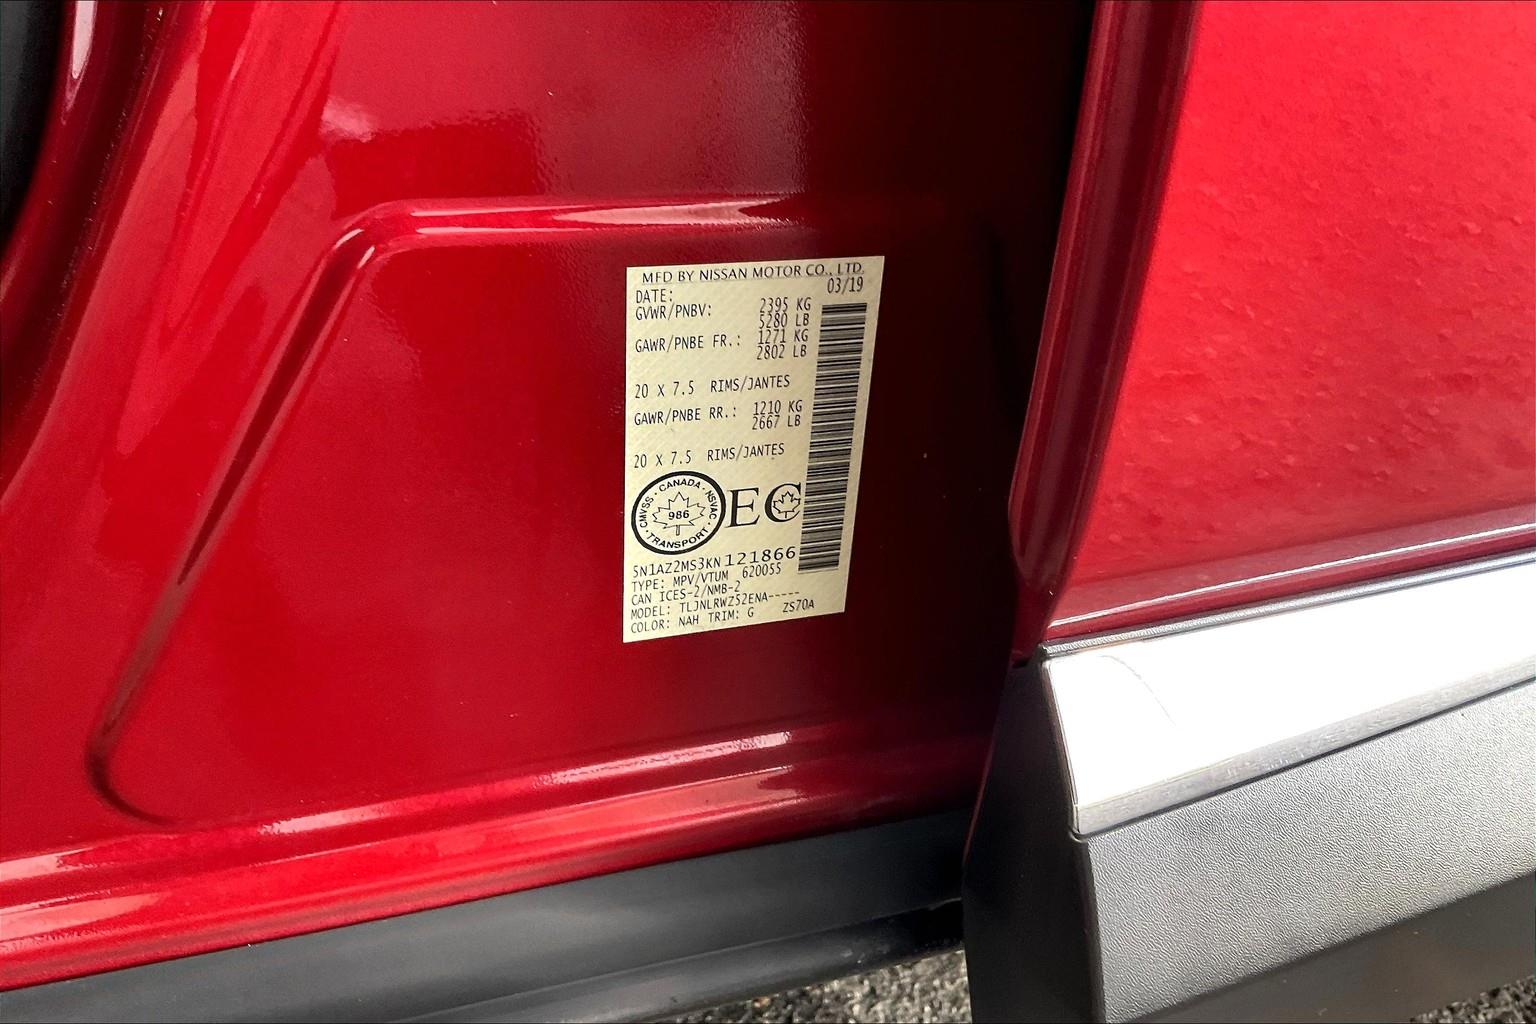 MFD BY NISSAN MOTOR CO., LTD.
DATE: 03/19
GVWR/PNBV: 2395 KG
5280 LB
GAWR/PNBE FR.: 1271 KG
2802 LB
20 X 7.5 RIMS/JANTES
GAWR/PNBE RR.: 1210 KG
2667 LB
20 X 7.5 RIMS/JANTES
CMVSS · CANADA · NSVAC · TRANSPORT ·
986
EC
5N1AZ2MS3KN121866
TYPE: MPV/VTUM 620055
CAN ICES-2/NMB-2
MODEL: TLJNLRWZ52ENA-----
COLOR: NAH TRIM: G ZS70A